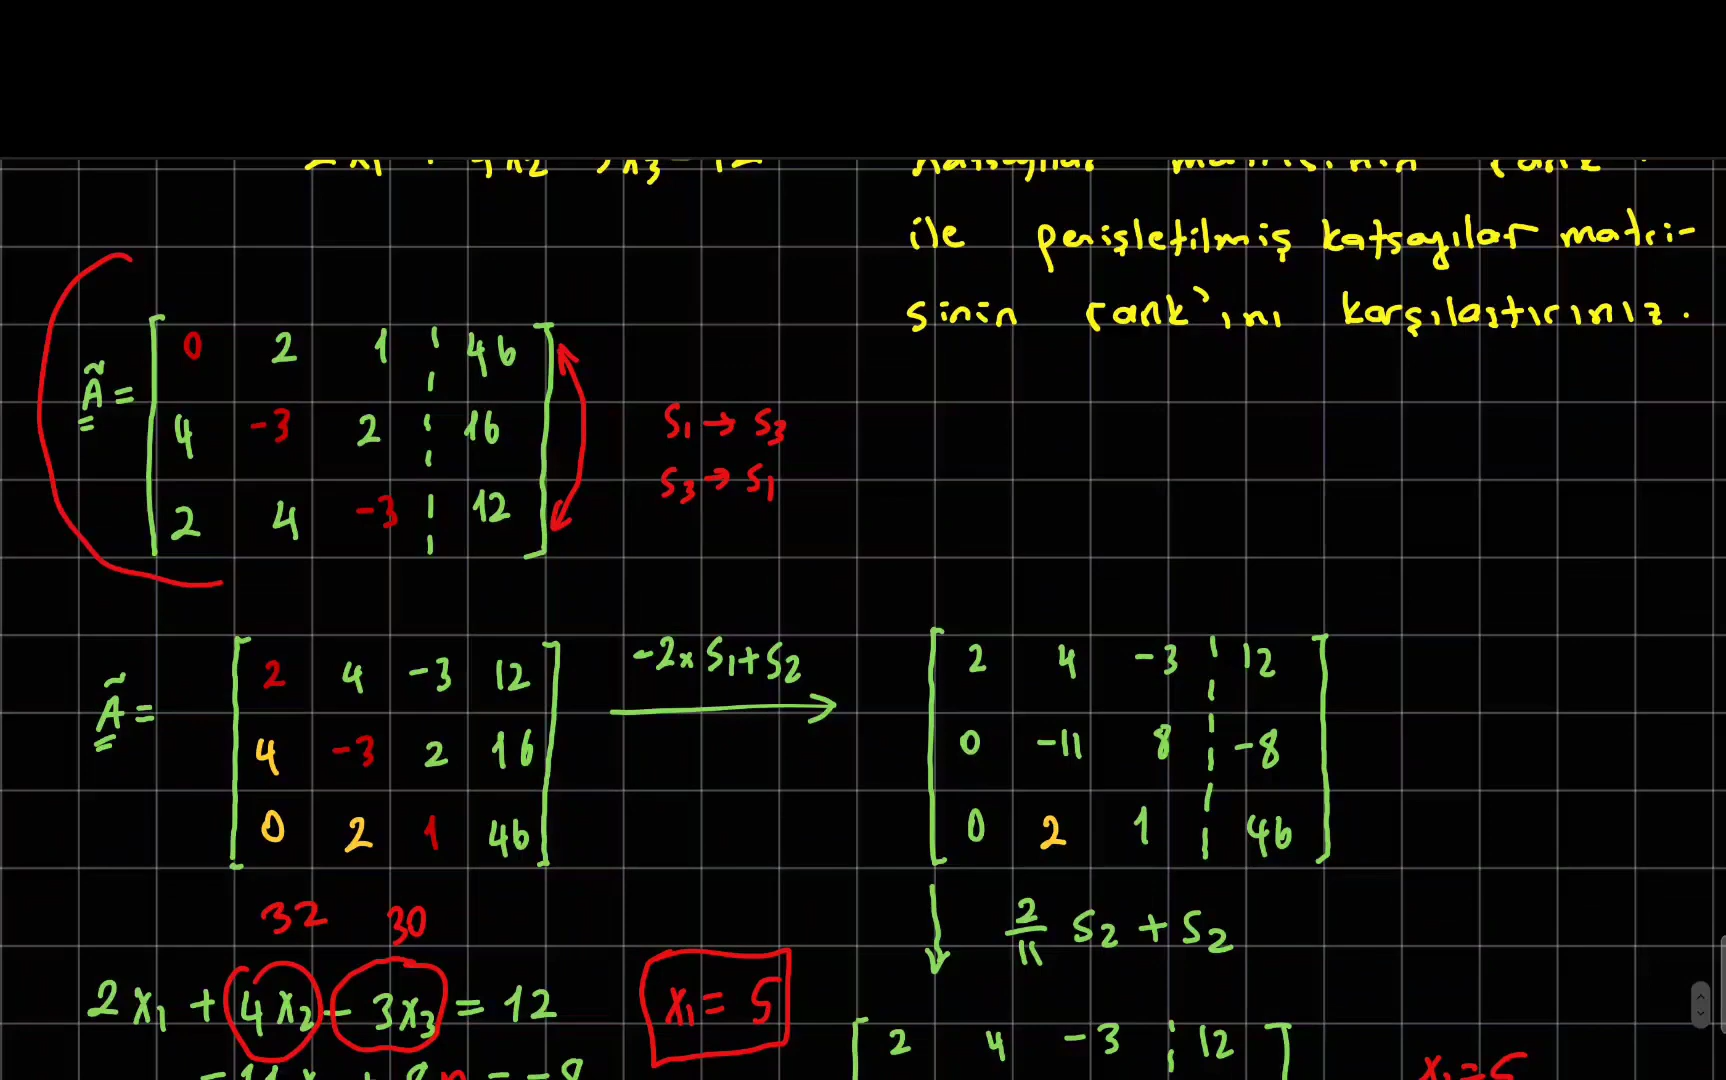 ile penişletilmiş katsayılar matri-
sinin rank'ını karşılaştırınız.
Ã = [ 0 2 1 ¦ 46
4 -3 2 ¦ 16
2 4 -3 ¦ 12 ]
S1 → S3
S3 → S1
Ã = [ 2 4 -3 12
4 -3 2 16
0 2 1 46 ]
-2x S1+S2
[ 2 4 -3 ¦ 12
0 -11 8 ¦ -8
0 2 1 ¦ 46 ]
2/11 S2 + S2
32 30
2x1 + 4x2 - 3x3 = 12
x1 = 5
[ 2 4 -3 ¦ 12 ]
x1=5